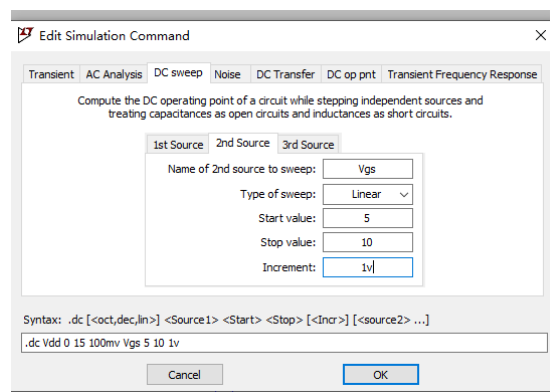 Edit Simulation Command
Transient AC Analysis DC sweep Noise DC Transfer DC op pnt Transient Frequency Response
Compute the DC operating point of a circuit while stepping independent sources and
treating capacitances as open circuits and inductances as short circuits.
1st Source 2nd Source 3rd Source
Name of 2nd source to sweep: Vgs
Type of sweep: Linear
Start value: 5
Stop value: 10
Increment: 1v
Syntax: .dc [<oct,dec,lin>] <Source1> <Start> <Stop> [<Incr>] [<source2> ...]
.dc Vdd 0 15 100mv Vgs 5 10 1v
Cancel OK